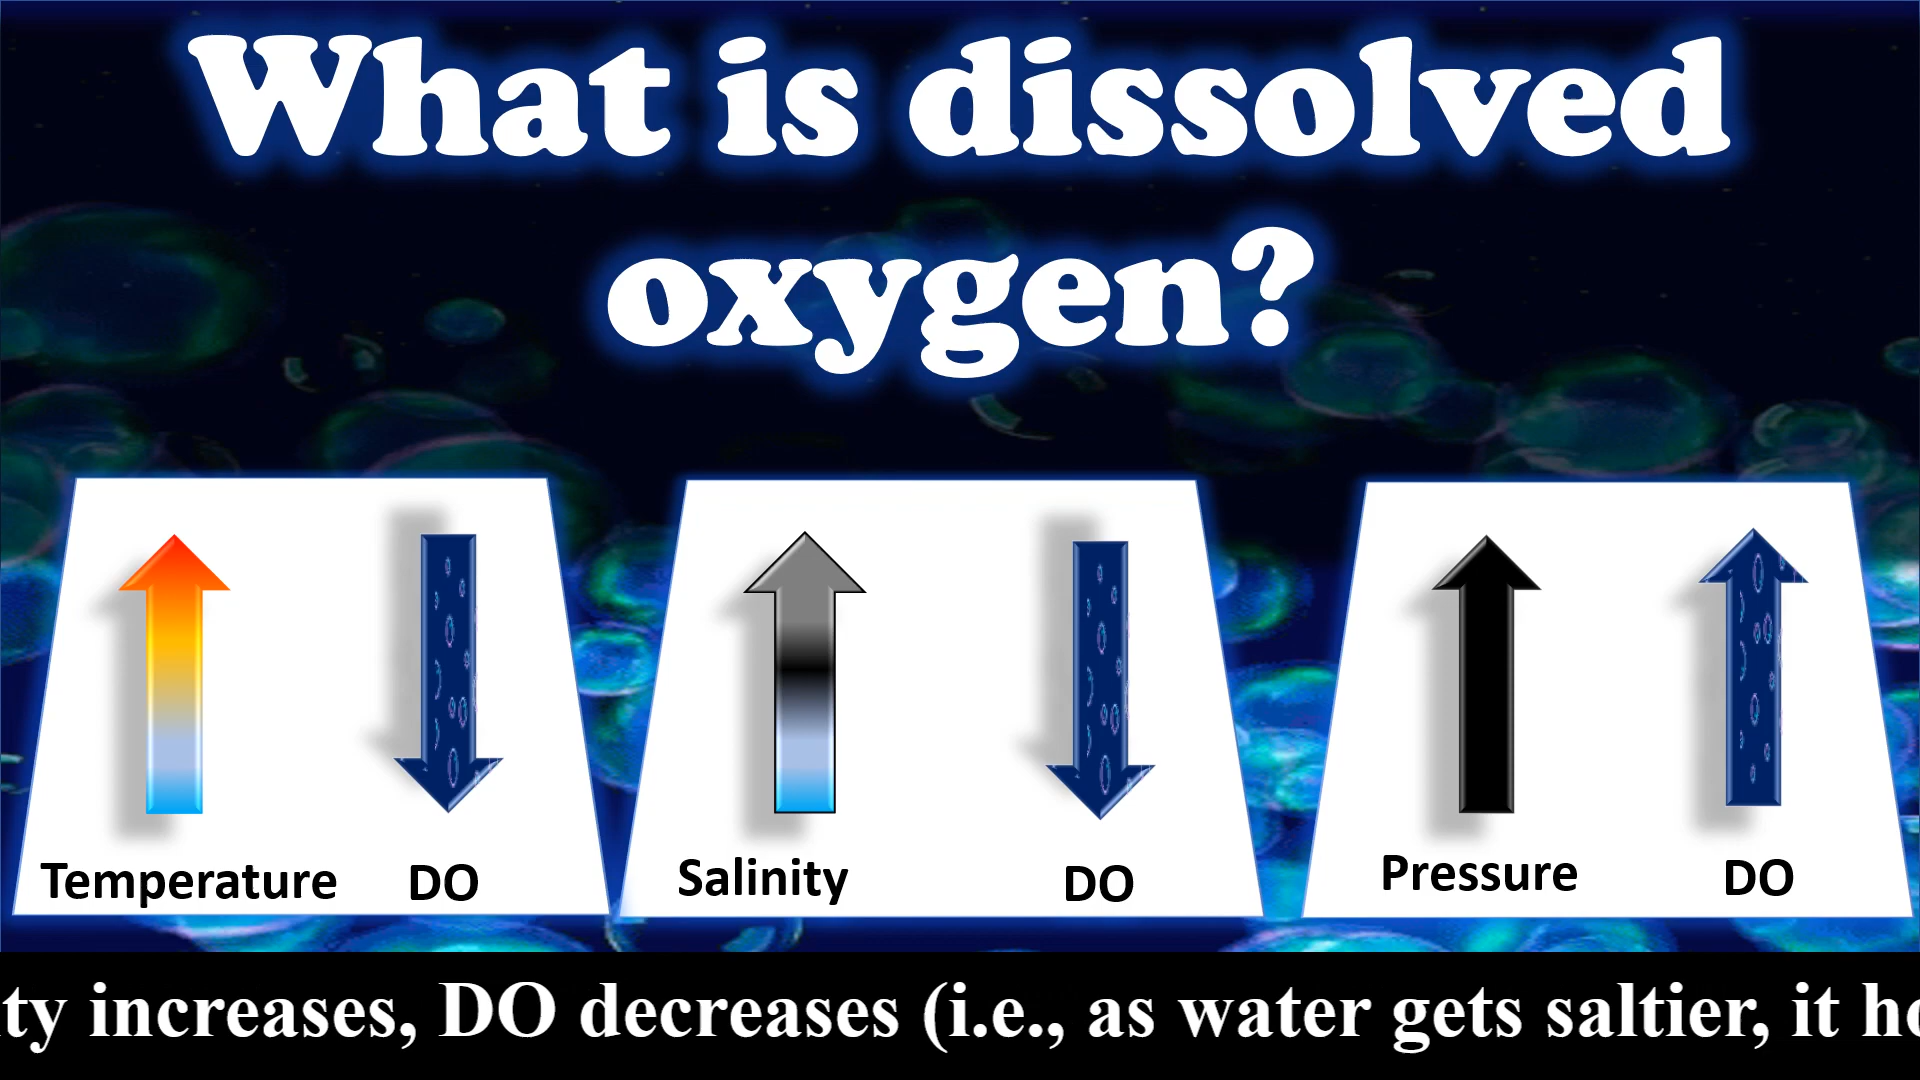 What is dissolved
oxygen?
Temperature DO
Salinity DO
Pressure DO
ty increases, DO decreases (i.e., as water gets saltier, it ho